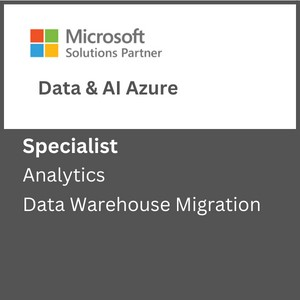 Microsoft
Solutions Partner
Data & AI Azure
Specialist
Analytics
Data Warehouse Migration